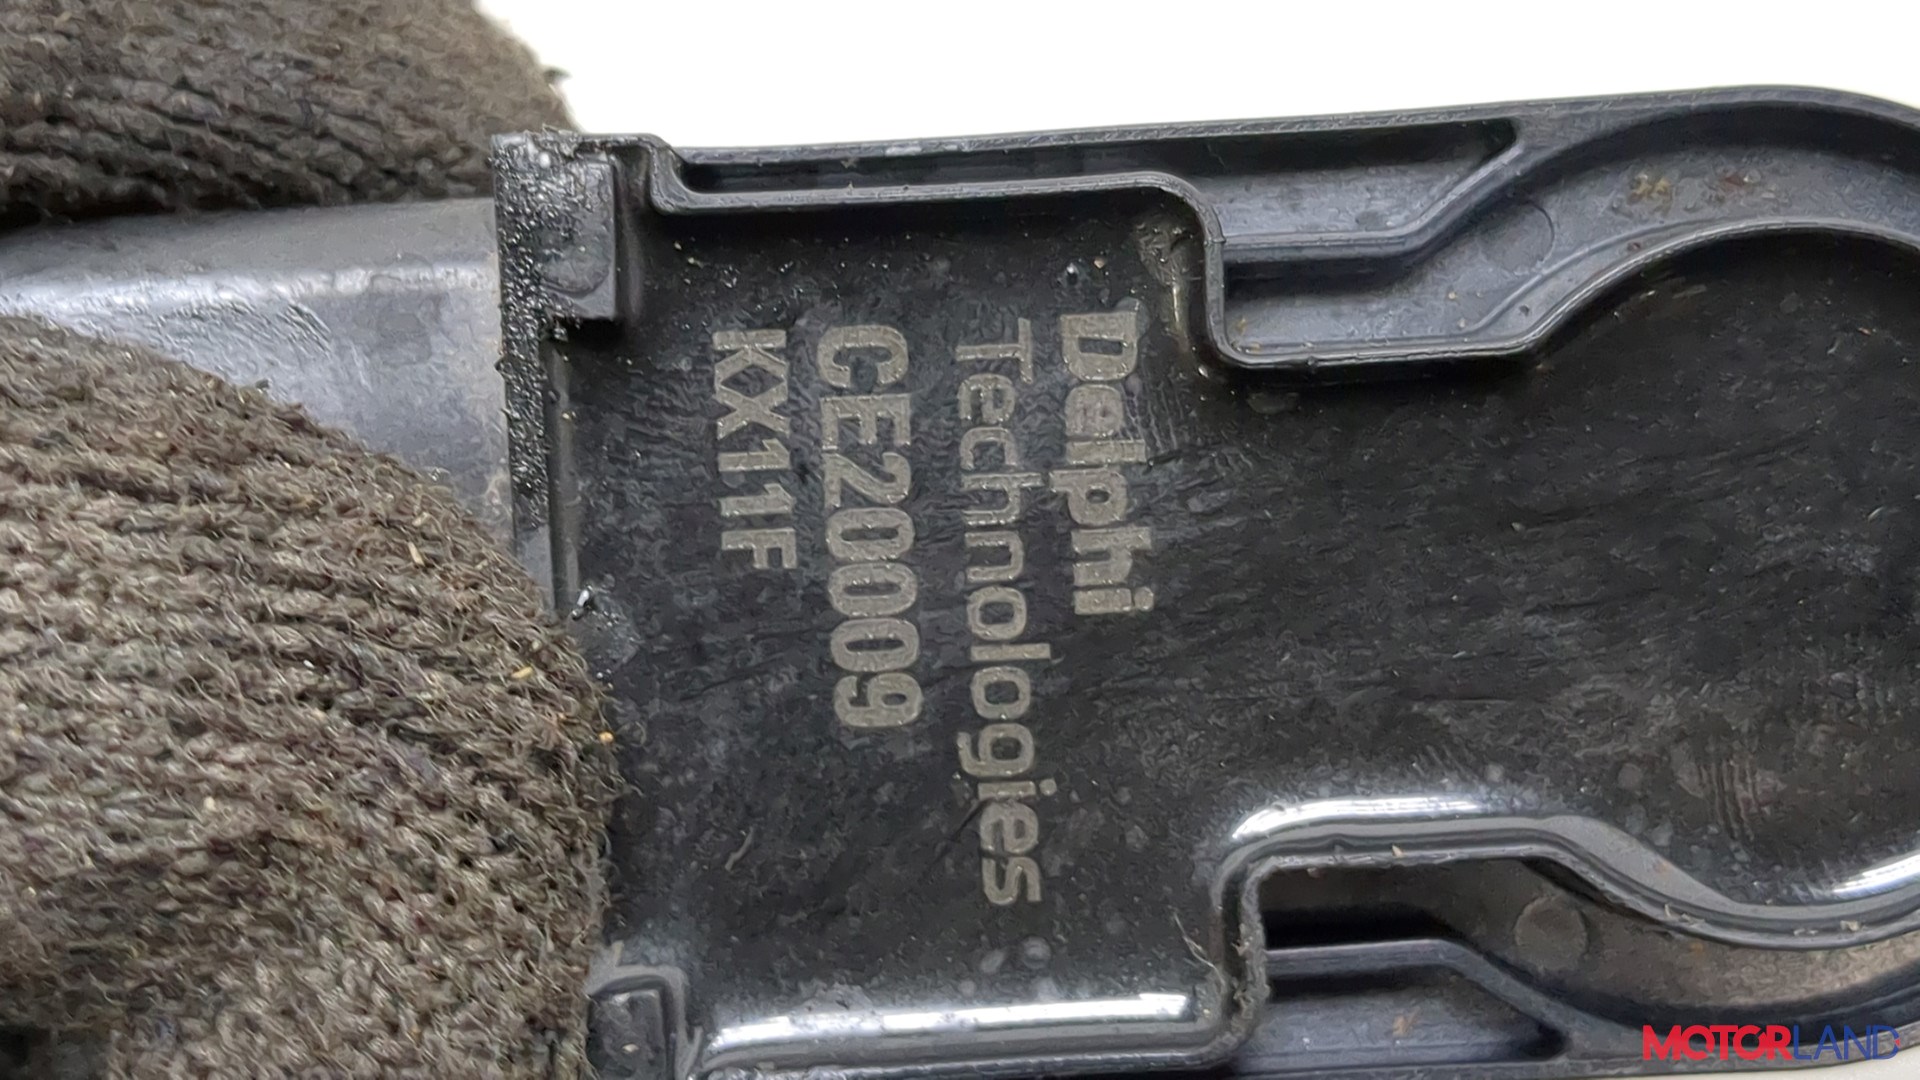 Delphi
Technologies
CE20009
KX11F
MOTORLAND